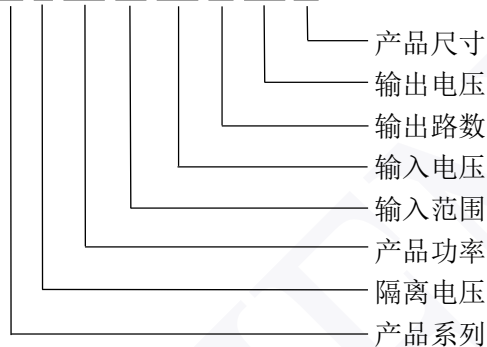 产品尺寸
输出电压
输出路数
输入电压
输入范围
产品功率
隔离电压
产品系列